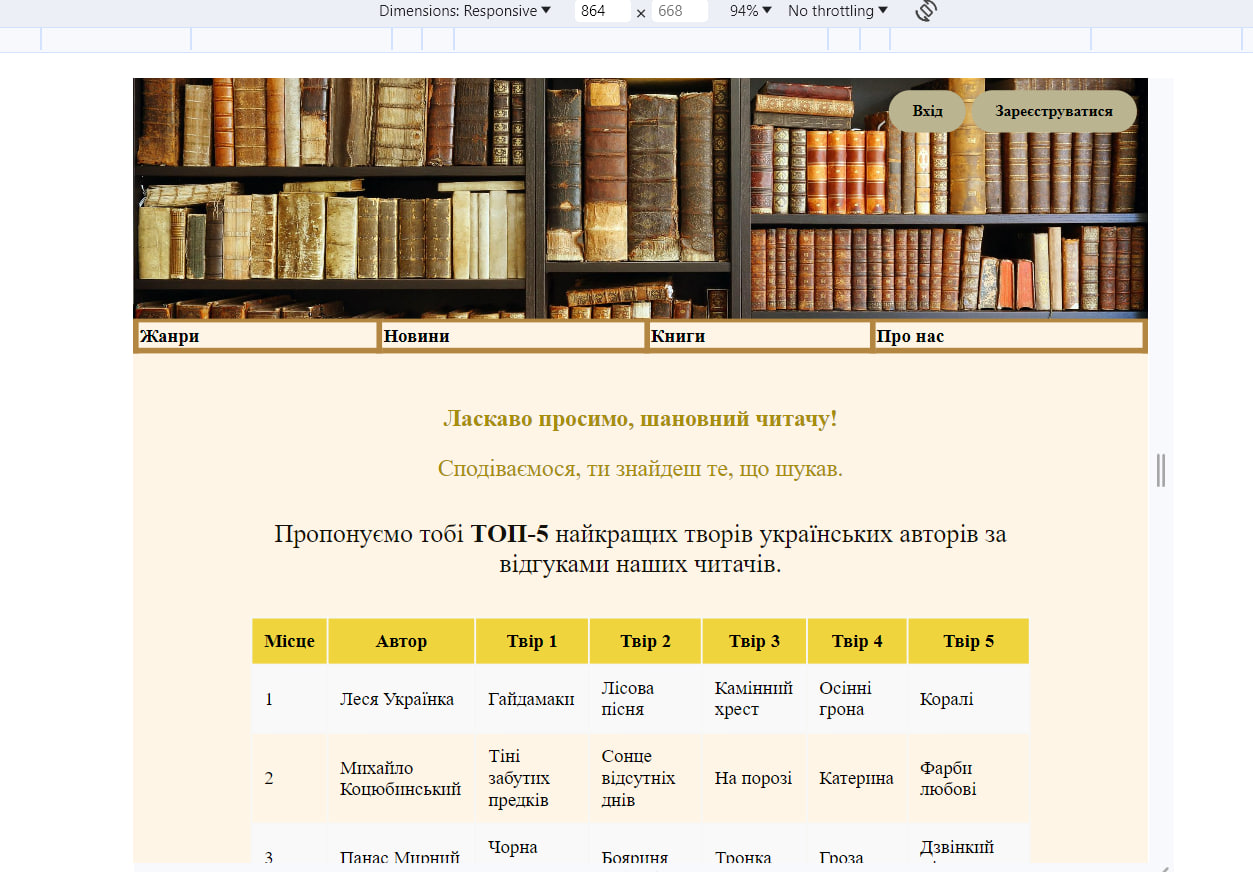 Dimensions: Responsive ▼ 864 × 668 94% ▼ No throttling ▼
Вхід Зареєструватися
Жанри Новини Книги Про нас
Ласкаво просимо, шановний читачу!
Сподіваємося, ти знайдеш те, що шукав.
Пропонуємо тобі ТОП-5 найкращих творів українських авторів за
відгуками наших читачів.
Місце Автор Твір 1 Твір 2 Твір 3 Твір 4 Твір 5
1 Леся Українка Гайдамаки Лісова пісня Камінний хрест Осінні грона Коралі
2 Михайло Коцюбинський Тіні забутих предків Сонце відсутніх днів На порозі Катерина Фарби любові
3 Панас Мирний Чорна Бояриня Тронка Гроза Дзвінкий